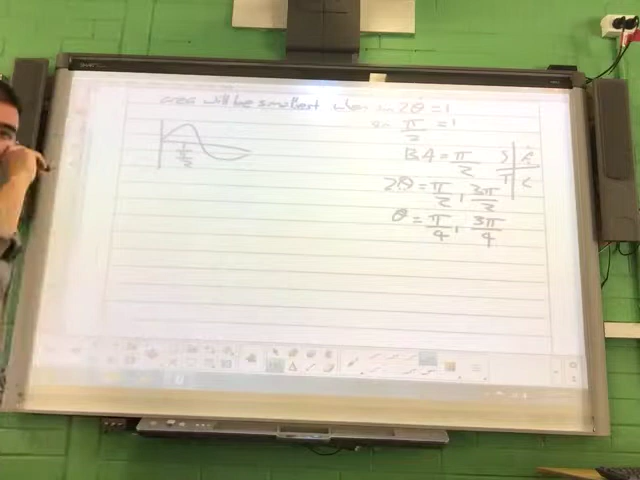 area will be smallest when sin 2θ = 1
sin π/2 = 1
π/2
BA = π/2
S A
T C
2θ = π/2, 3π/2
θ = π/4, 3π/4